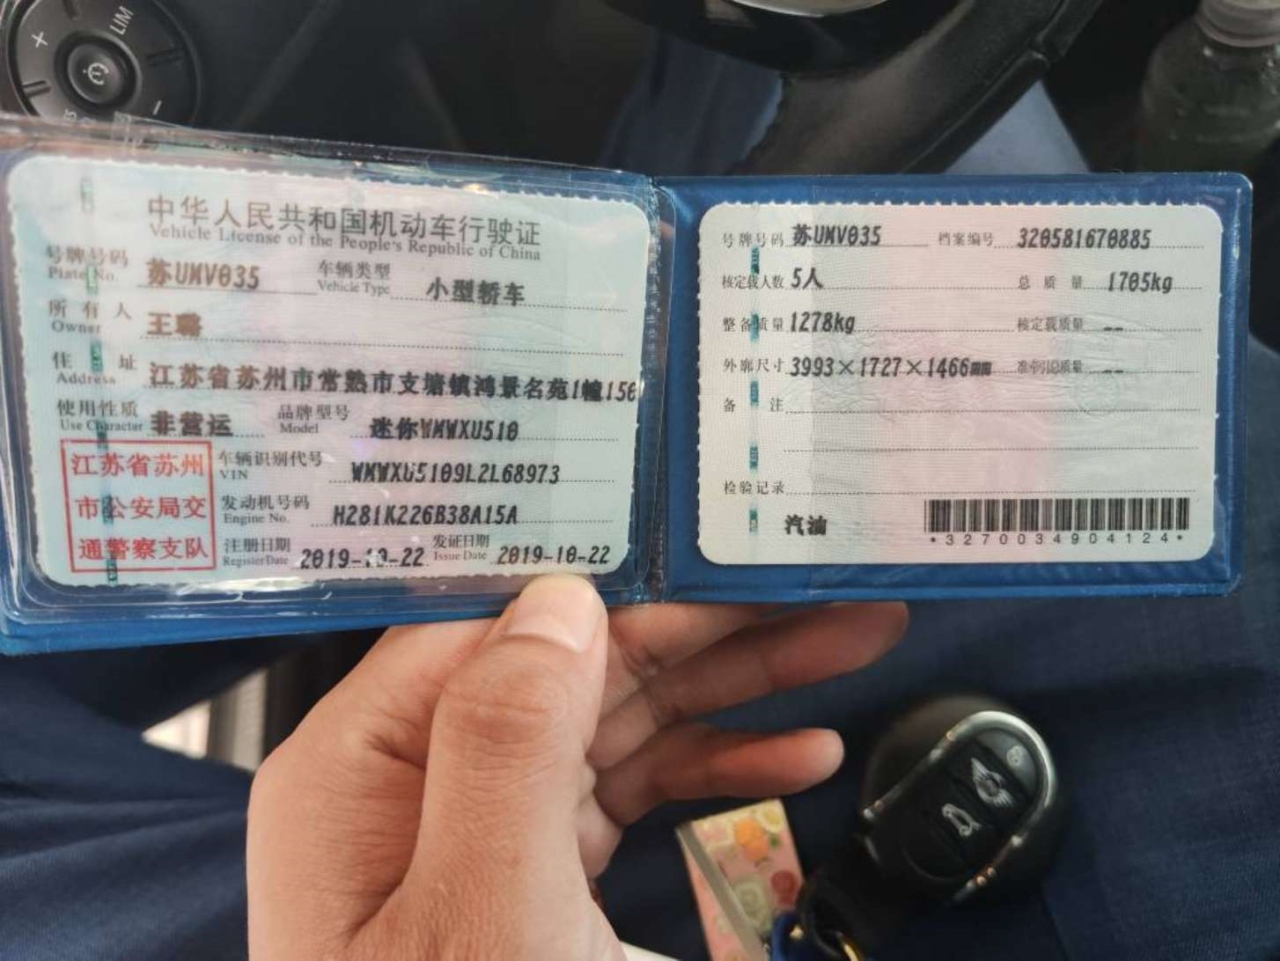 LIM
中华人民共和国机动车行驶证
Vehicle License of the People's Republic of China
号牌号码 Plate No. 苏UMV035 车辆类型 Vehicle Type 小型轿车
所有人 Owner 王
住址 Address 江苏省苏州市常熟市支塘镇鸿景名苑1幢156
使用性质 Use Character 非营运 品牌型号 Model 迷你WMWXU510
江苏省苏州
市公安局交
通警察支队
车辆识别代号 VIN WMWXU5109L2L68973
发动机号码 Engine No. H281K226B38A15A
注册日期 Register Date 2019-10-22 发证日期 Issue Date 2019-10-22
号牌号码 苏UMV035 档案编号 320581670885
核定载人数 5人 总质量 1705kg
整备质量 1278kg 核定载质量 --
外廓尺寸 3993×1727×1466mm 准牵引总质量 --
备注
检验记录
汽油
*3270034904124*